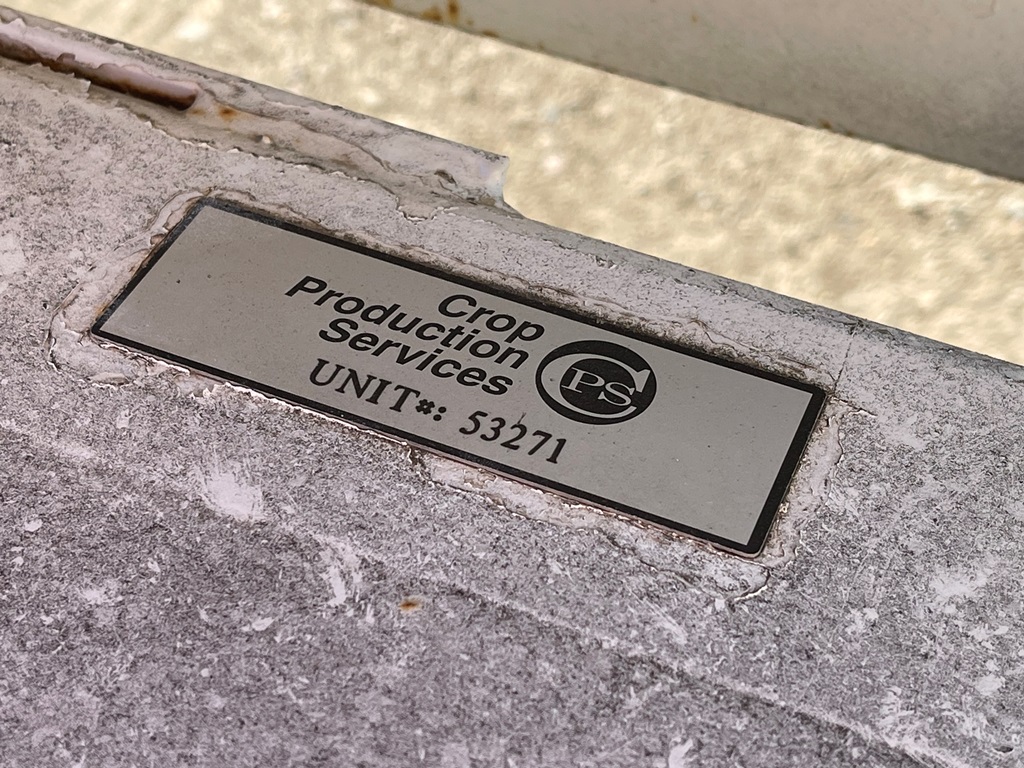 Crop
Production
Services
CPS
UNIT#: 53271